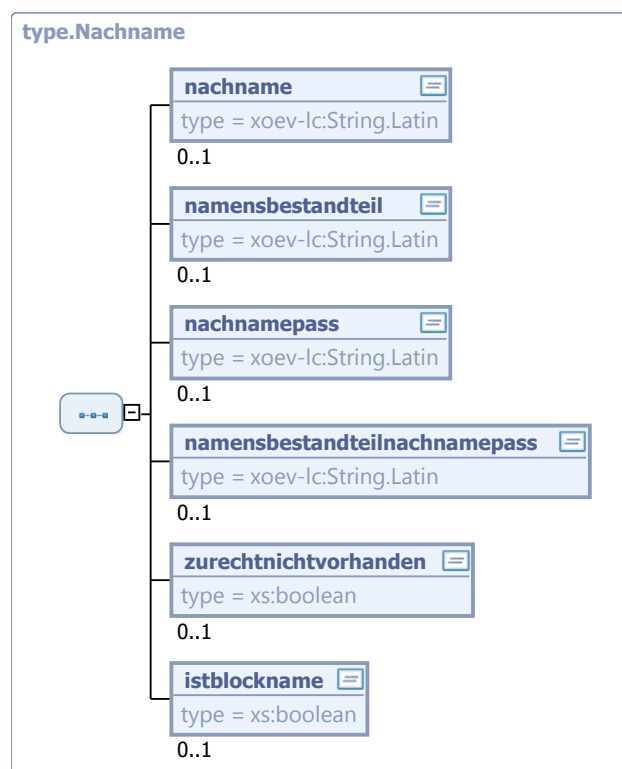 type.Nachname
nachname
type = xoev-lc:String.Latin
0..1
namensbestandteil
type = xoev-lc:String.Latin
0..1
nachnamepass
type = xoev-lc:String.Latin
0..1
namensbestandteilnachnamepass
type = xoev-lc:String.Latin
0..1
zurechtnichtvorhanden
type = xs:boolean
0..1
istblockname
type = xs:boolean
0..1